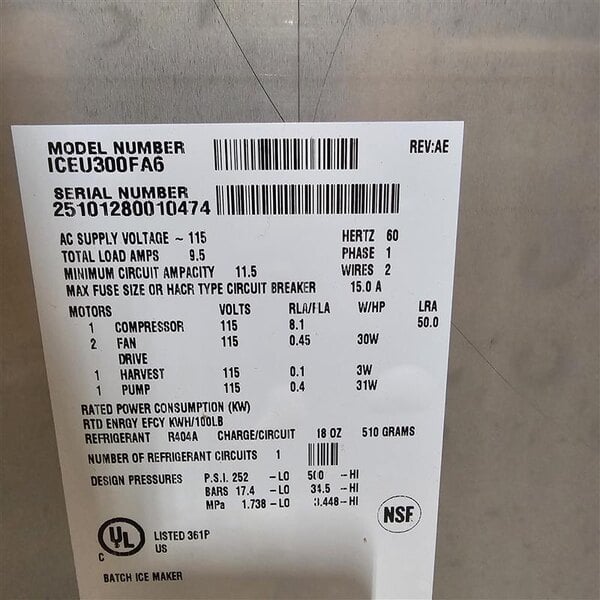 MODEL NUMBER REV:AE
ICEU300FA6
SERIAL NUMBER
25101280010474
AC SUPPLY VOLTAGE ~ 115 HERTZ 60
TOTAL LOAD AMPS 9.5 PHASE 1
MINIMUM CIRCUIT AMPACITY 11.5 WIRES 2
MAX FUSE SIZE OR HACR TYPE CIRCUIT BREAKER 15.0 A
MOTORS VOLTS RLA/FLA W/HP LRA
1 COMPRESSOR 115 8.1 50.0
2 FAN 115 0.45 30W
DRIVE
1 HARVEST 115 0.1 3W
1 PUMP 115 0.4 31W
RATED POWER CONSUMPTION (KW)
RTD ENRGY EFCY KWH/100LB
REFRIGERANT R404A CHARGE/CIRCUIT 18 OZ 510 GRAMS
NUMBER OF REFRIGERANT CIRCUITS 1
DESIGN PRESSURES P.S.I. 252 -LO 500 -HI
BARS 17.4 -LO 34.5 -HI
MPa 1.738 -LO 3.448 -HI
NSF
C UL US LISTED 361P
BATCH ICE MAKER